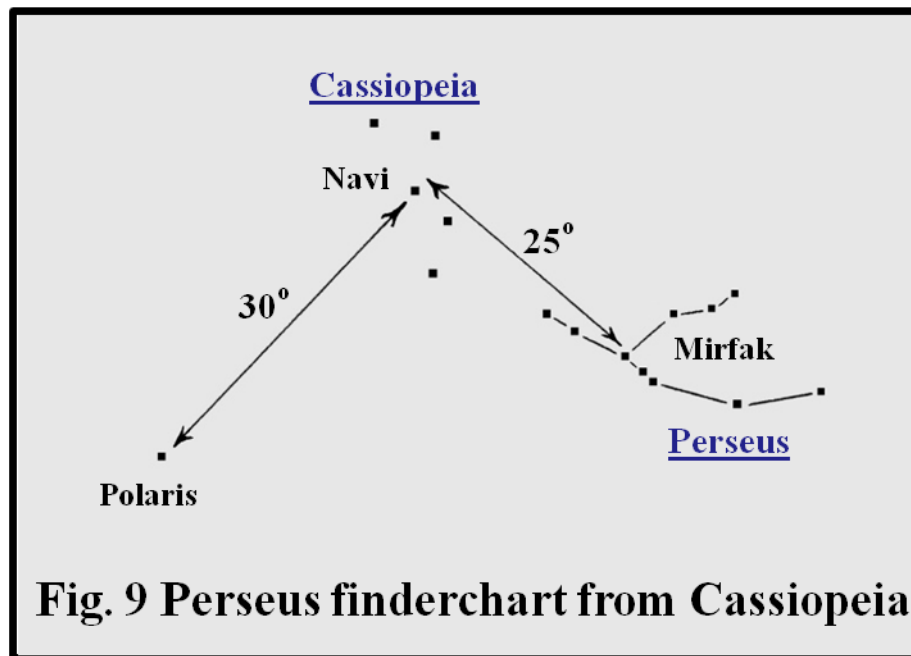 Cassiopeia
Navi
25°
30°
Mirfak
Perseus
Polaris
Fig. 9 Perseus finderchart from Cassiopeia